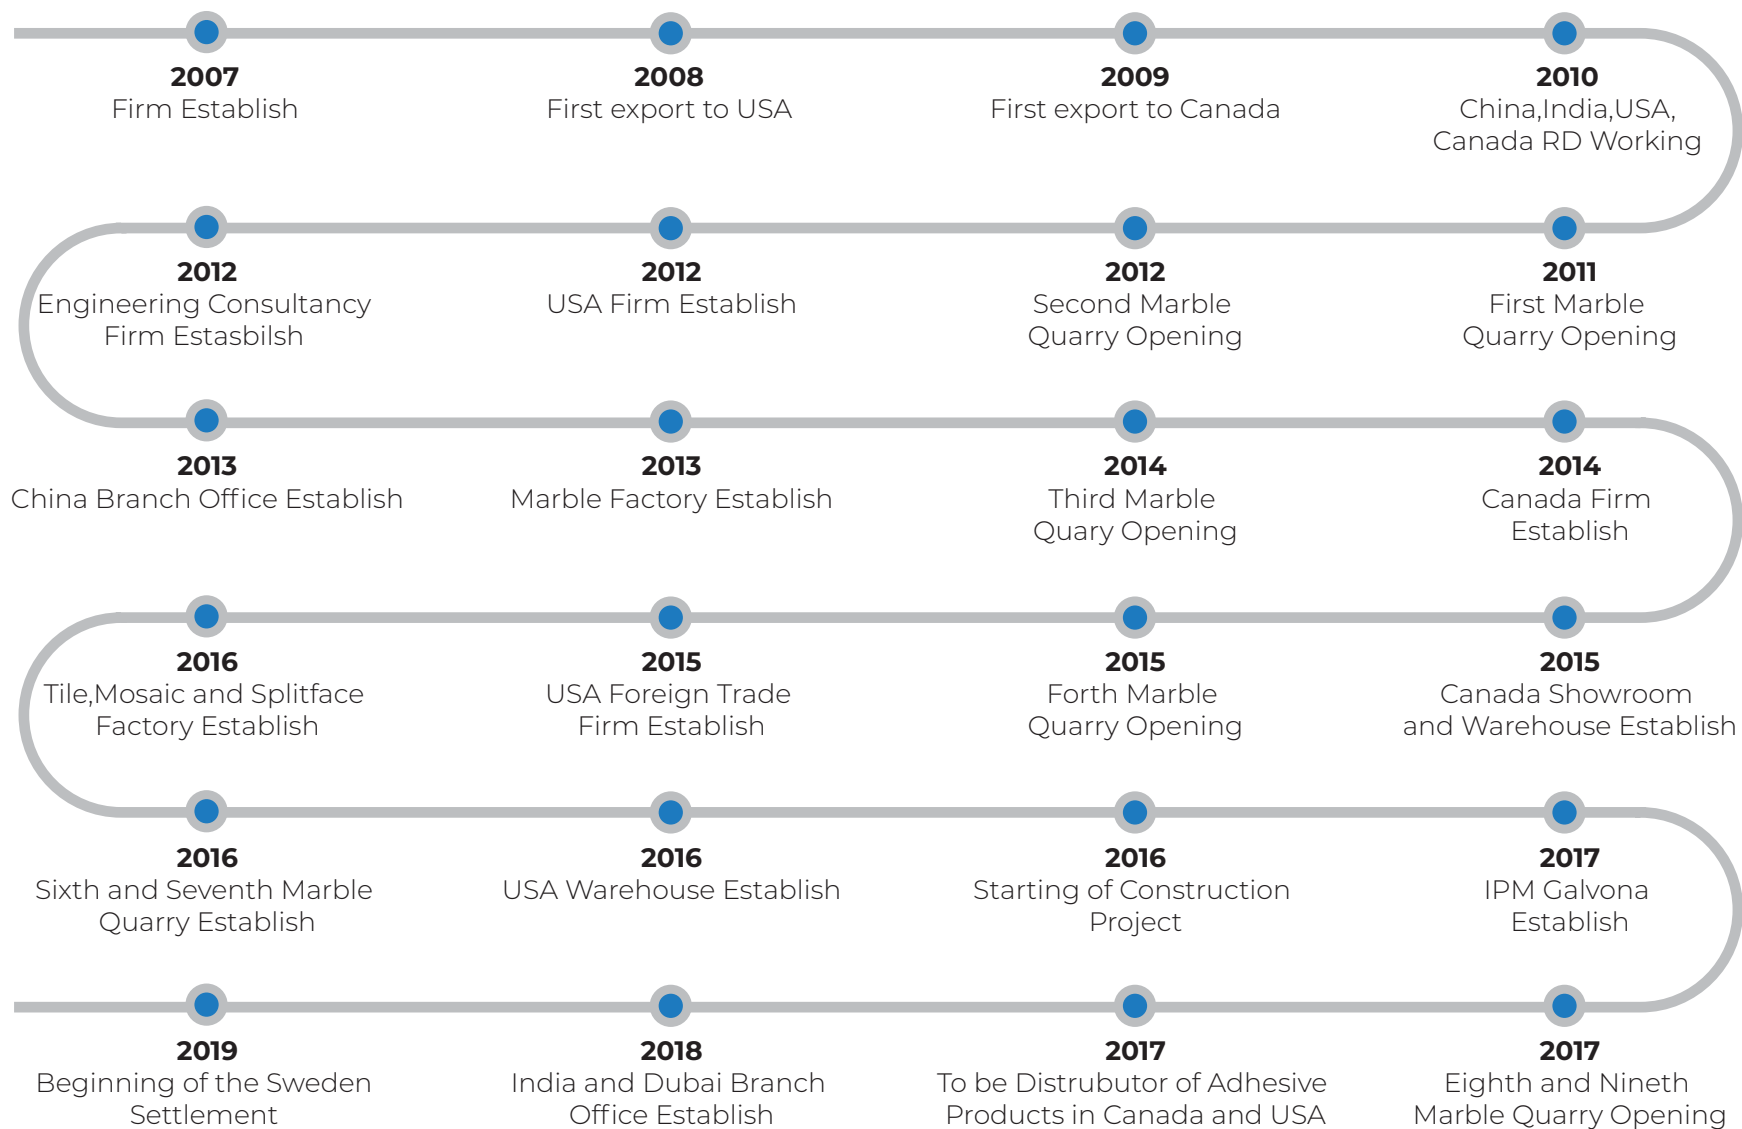 2007
Firm Establish
2008
First export to USA
2009
First export to Canada
2010
China,India,USA,
Canada RD Working
2011
First Marble
Quarry Opening
2012
Second Marble
Quarry Opening
2012
USA Firm Establish
2012
Engineering Consultancy
Firm Estasbilsh
2013
China Branch Office Establish
2013
Marble Factory Establish
2014
Third Marble
Quary Opening
2014
Canada Firm
Establish
2015
Canada Showroom
and Warehouse Establish
2015
Forth Marble
Quarry Opening
2015
USA Foreign Trade
Firm Establish
2016
Tile,Mosaic and Splitface
Factory Establish
2016
Sixth and Seventh Marble
Quarry Establish
2016
USA Warehouse Establish
2016
Starting of Construction
Project
2017
IPM Galvona
Establish
2017
Eighth and Nineth
Marble Quarry Opening
2017
To be Distrubutor of Adhesive
Products in Canada and USA
2018
India and Dubai Branch
Office Establish
2019
Beginning of the Sweden
Settlement